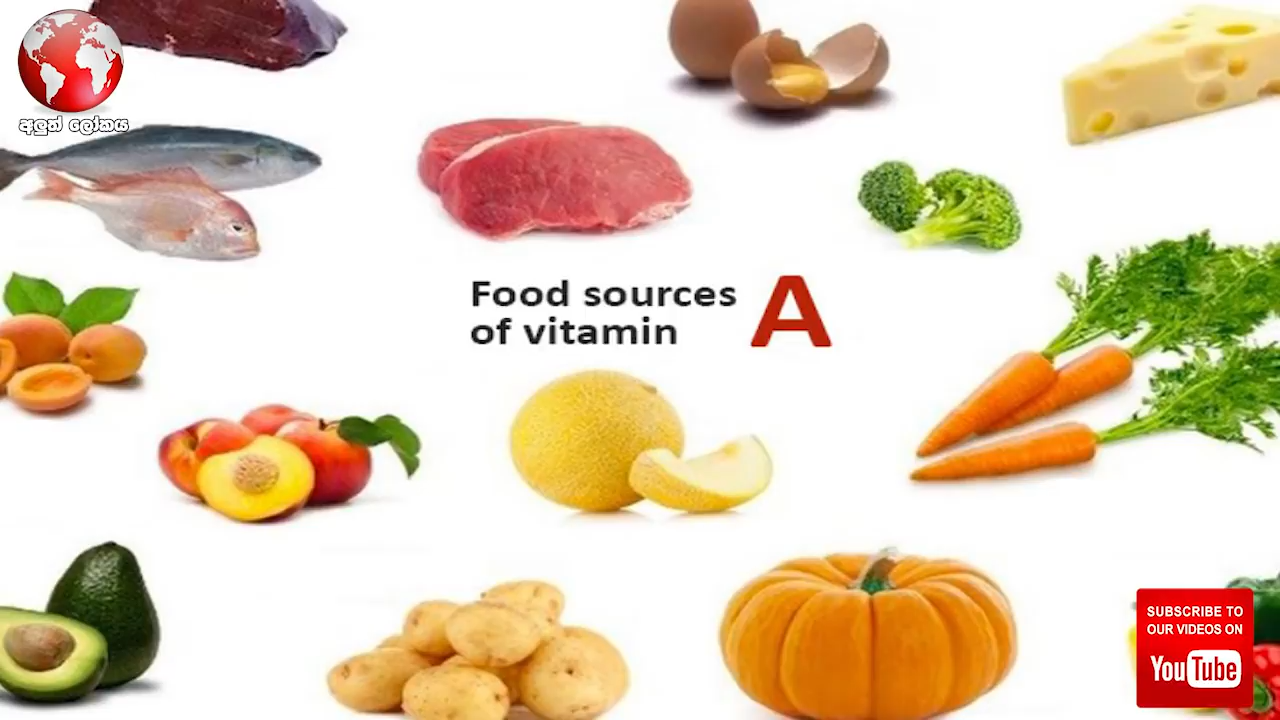 අලුත් ලෝකය
Food sources A
of vitamin
SUBSCRIBE TO
OUR VIDEOS ON
YouTube